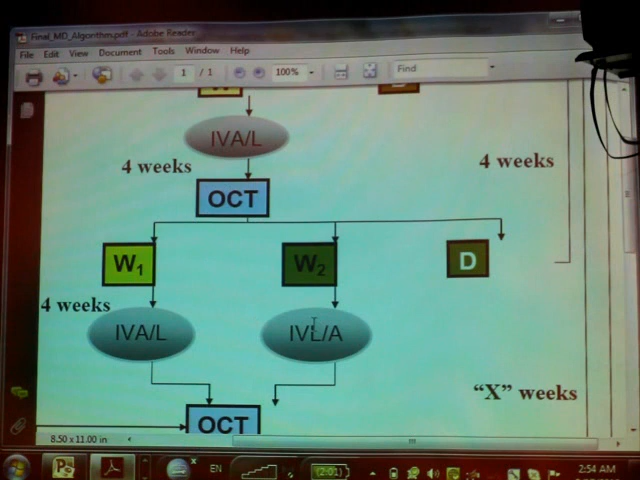 Final_MD_Algorithm.pdf - Adobe Reader
File Edit View Document Tools Window Help
1 / 1 100% Find
IVA/L
4 weeks
4 weeks
OCT
W1
W2
D
4 weeks
IVA/L
IVL/A
"X" weeks
OCT
8.50 x 11.00 in
EN
(2:01)
2:54 AM